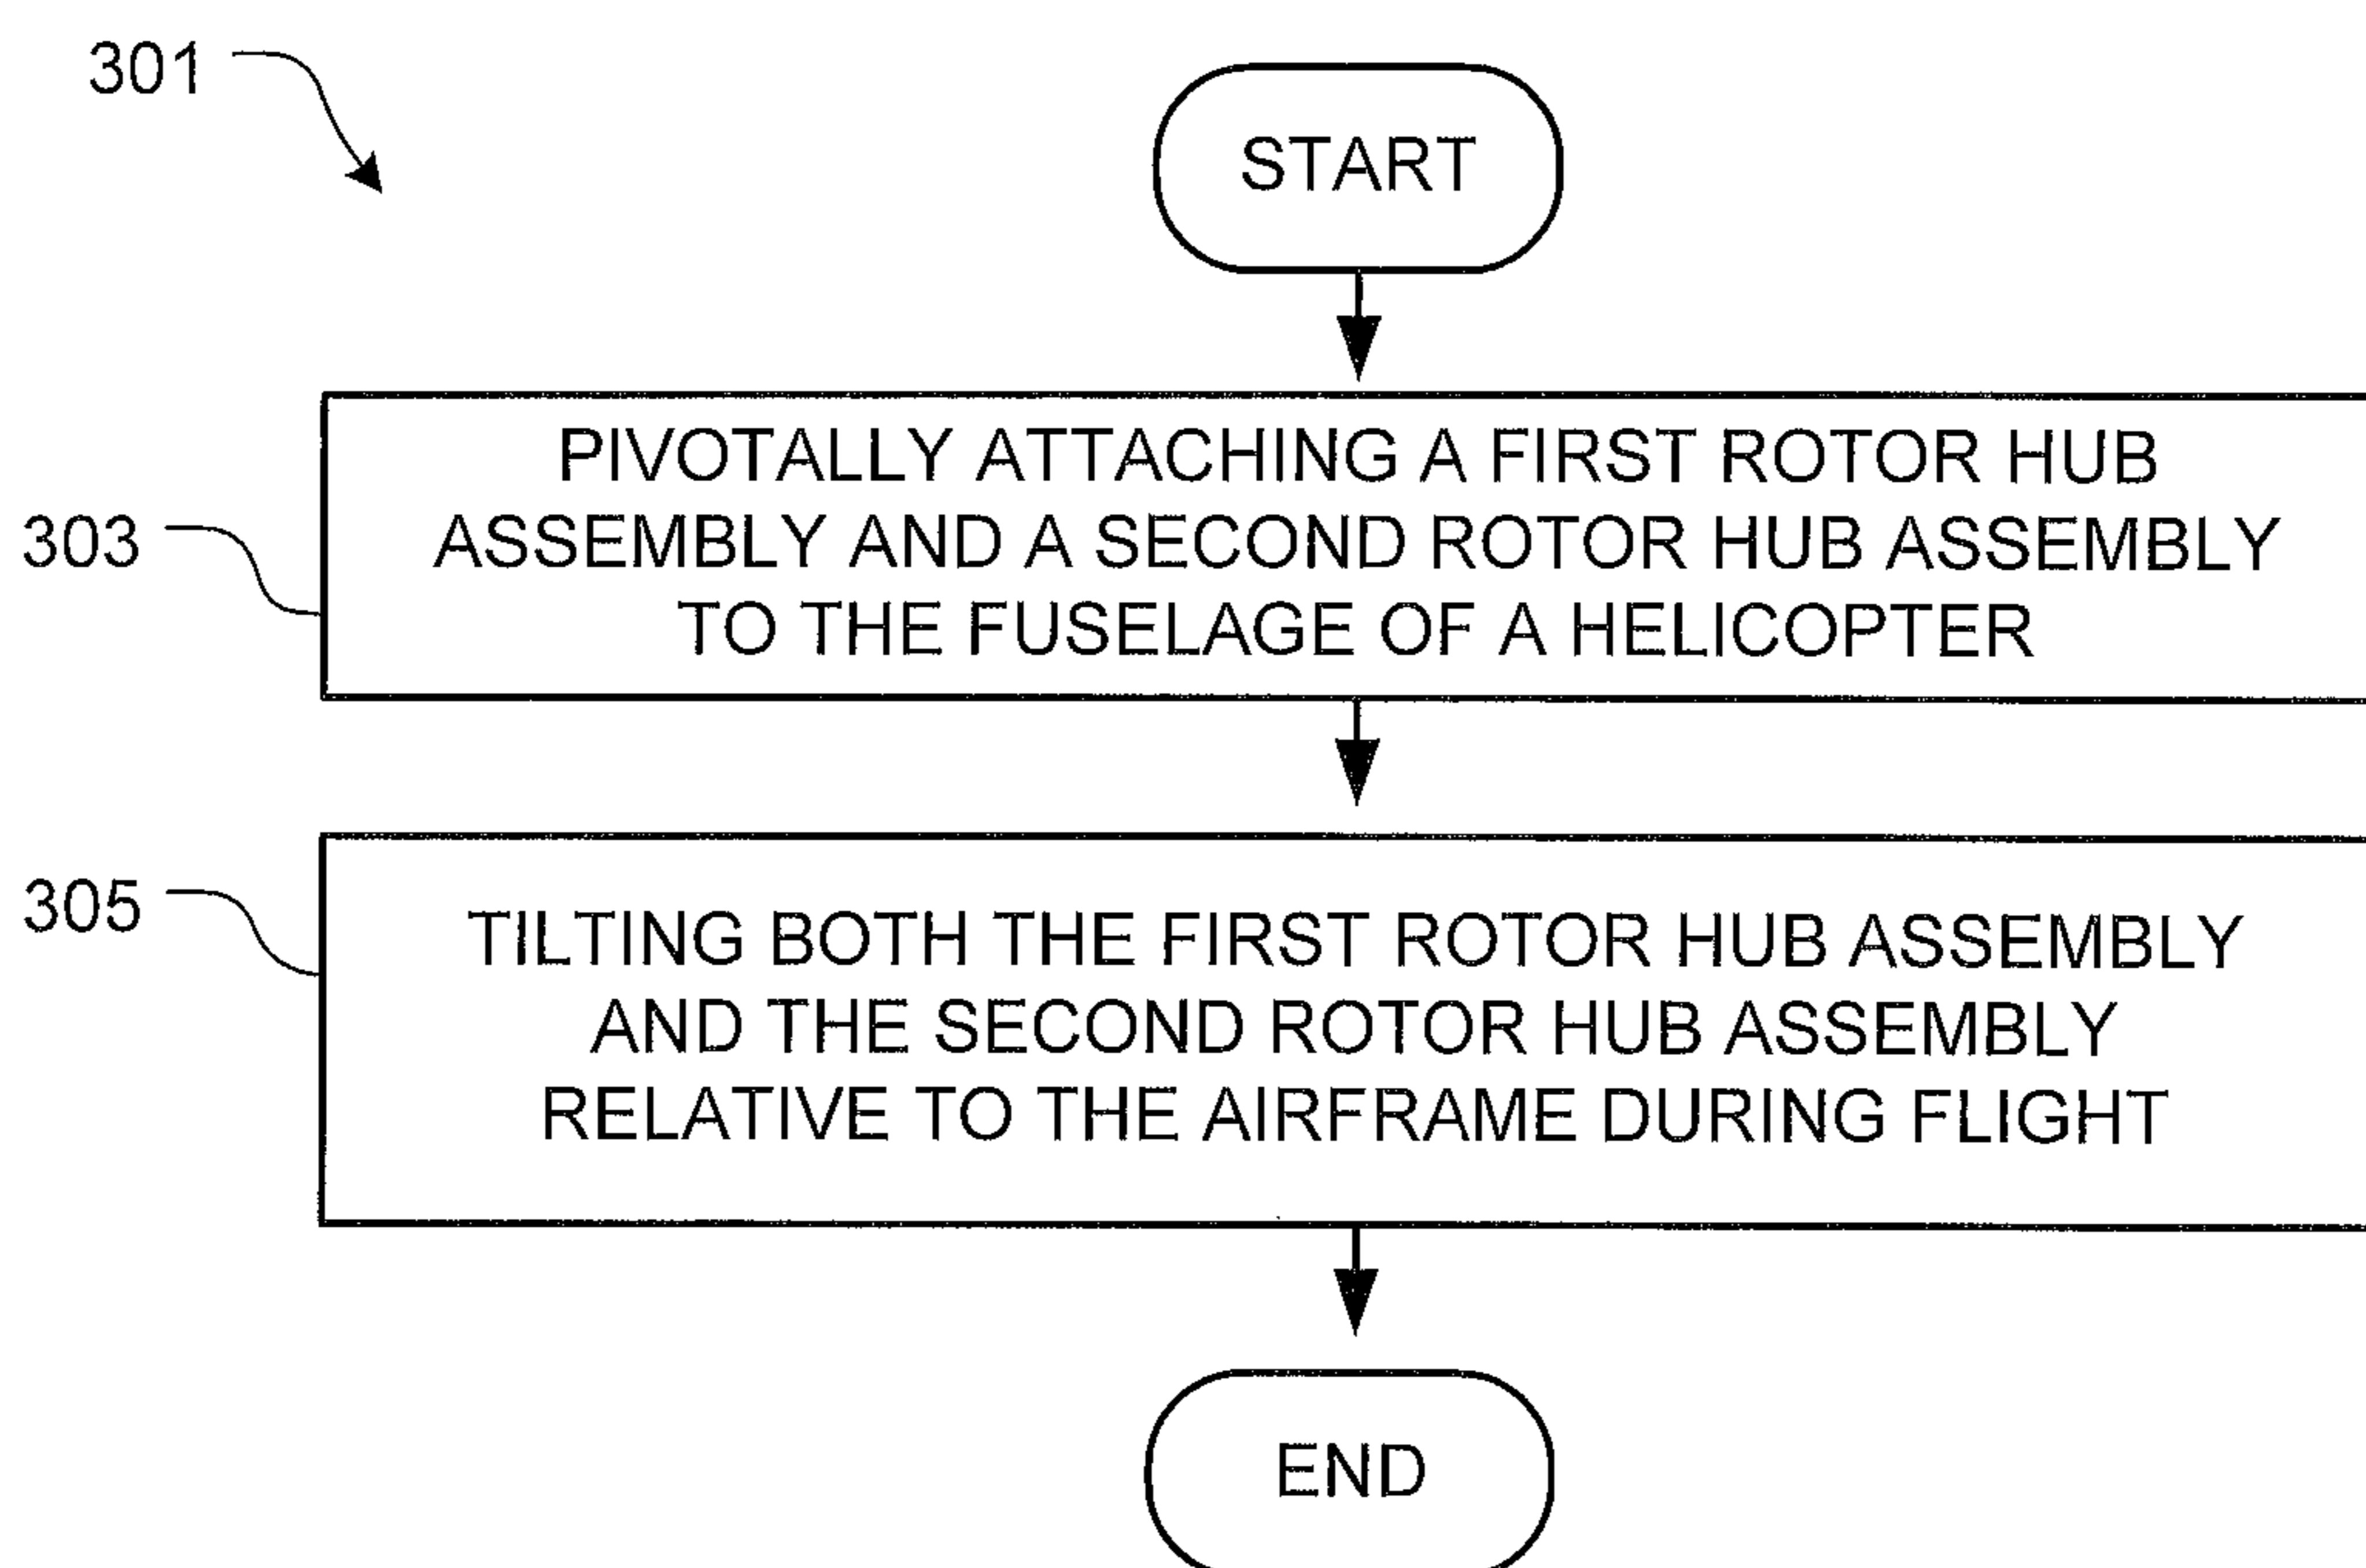 301
START
PIVOTALLY ATTACHING A FIRST ROTOR HUB
ASSEMBLY AND A SECOND ROTOR HUB ASSEMBLY
TO THE FUSELAGE OF A HELICOPTER
303
TILTING BOTH THE FIRST ROTOR HUB ASSEMBLY
AND THE SECOND ROTOR HUB ASSEMBLY
RELATIVE TO THE AIRFRAME DURING FLIGHT
305
END